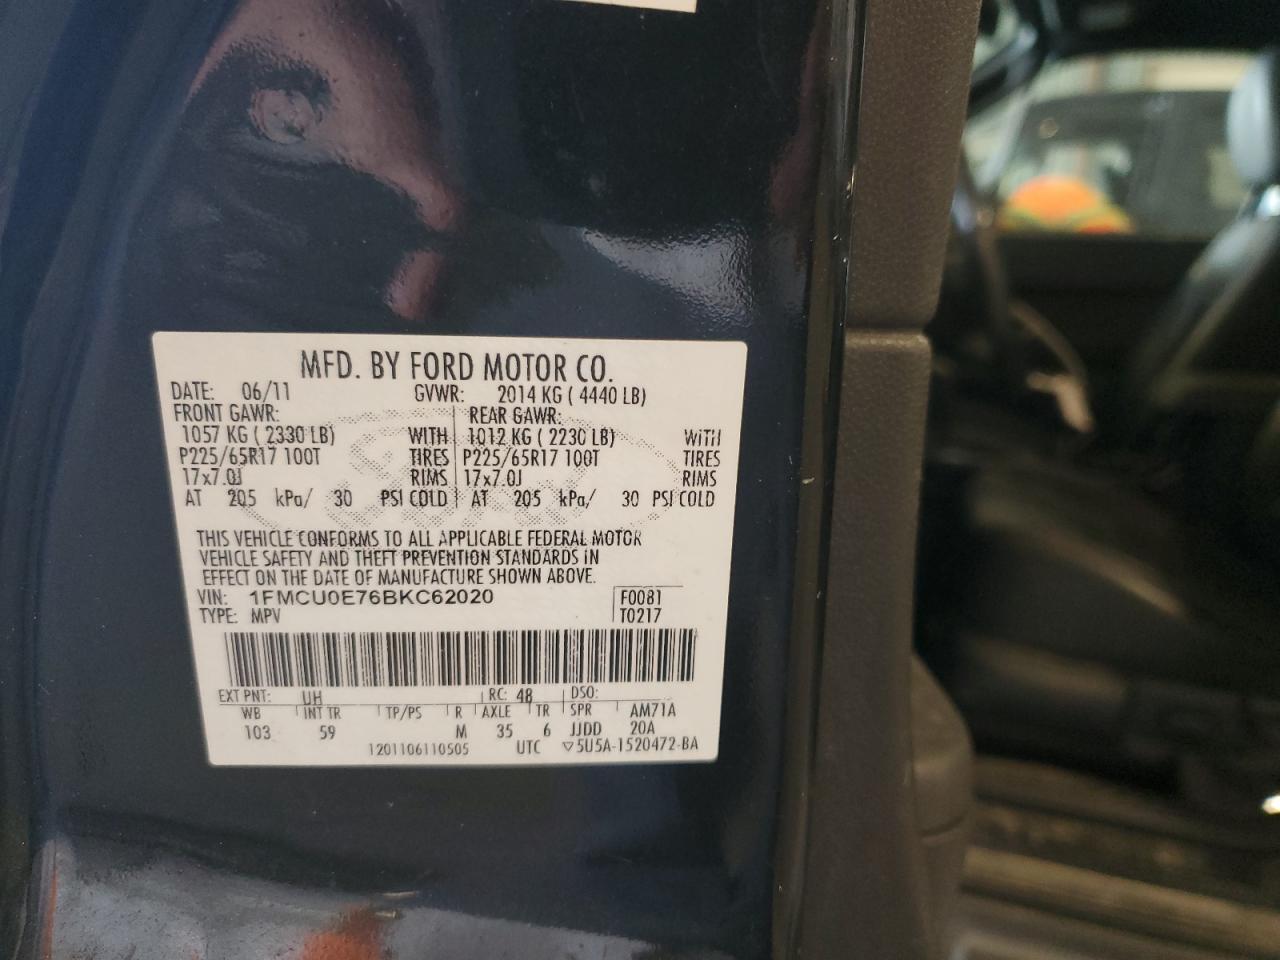 MFD. BY FORD MOTOR CO.
DATE: 06/11 GVWR: 2014 KG ( 4440 LB)
FRONT GAWR: REAR GAWR:
1057 KG ( 2330 LB) WITH 1012 KG ( 2230 LB) WITH
P225/65R17 100T TIRES P225/65R17 100T TIRES
17x7.0J RIMS 17x7.0J RIMS
AT 205 kPa/ 30 PSI COLD AT 205 kPa/ 30 PSI COLD
THIS VEHICLE CONFORMS TO ALL APPLICABLE FEDERAL MOTOR
VEHICLE SAFETY AND THEFT PREVENTION STANDARDS IN
EFFECT ON THE DATE OF MANUFACTURE SHOWN ABOVE.
VIN: 1FMCU0E76BKC62020 F0081
TYPE: MPV T0217
EXT PNT: UH RC: 48 DSO:
WB INT TR TP/PS R AXLE TR SPR AM71A
103 59 M 35 6 JJDD 20A
1201106110505 UTC ▽5U5A-1520472-BA